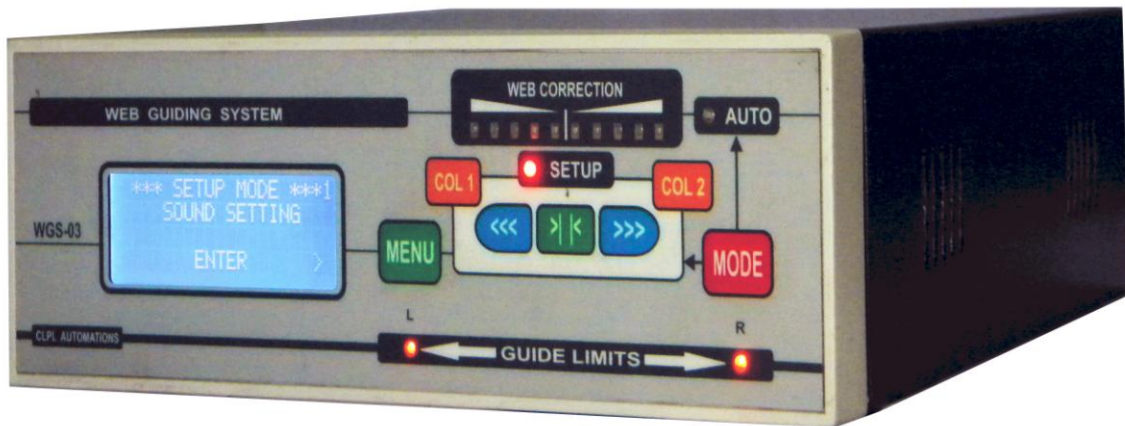 WEB CORRECTION
WEB GUIDING SYSTEM
AUTO
SETUP
COL 1
COL 2
*** SETUP MODE ***1
SOUND SETTING
ENTER >
WGS-03
<<<
>||<
>>>
MENU
MODE
L
R
CLPL AUTOMATIONS
GUIDE LIMITS